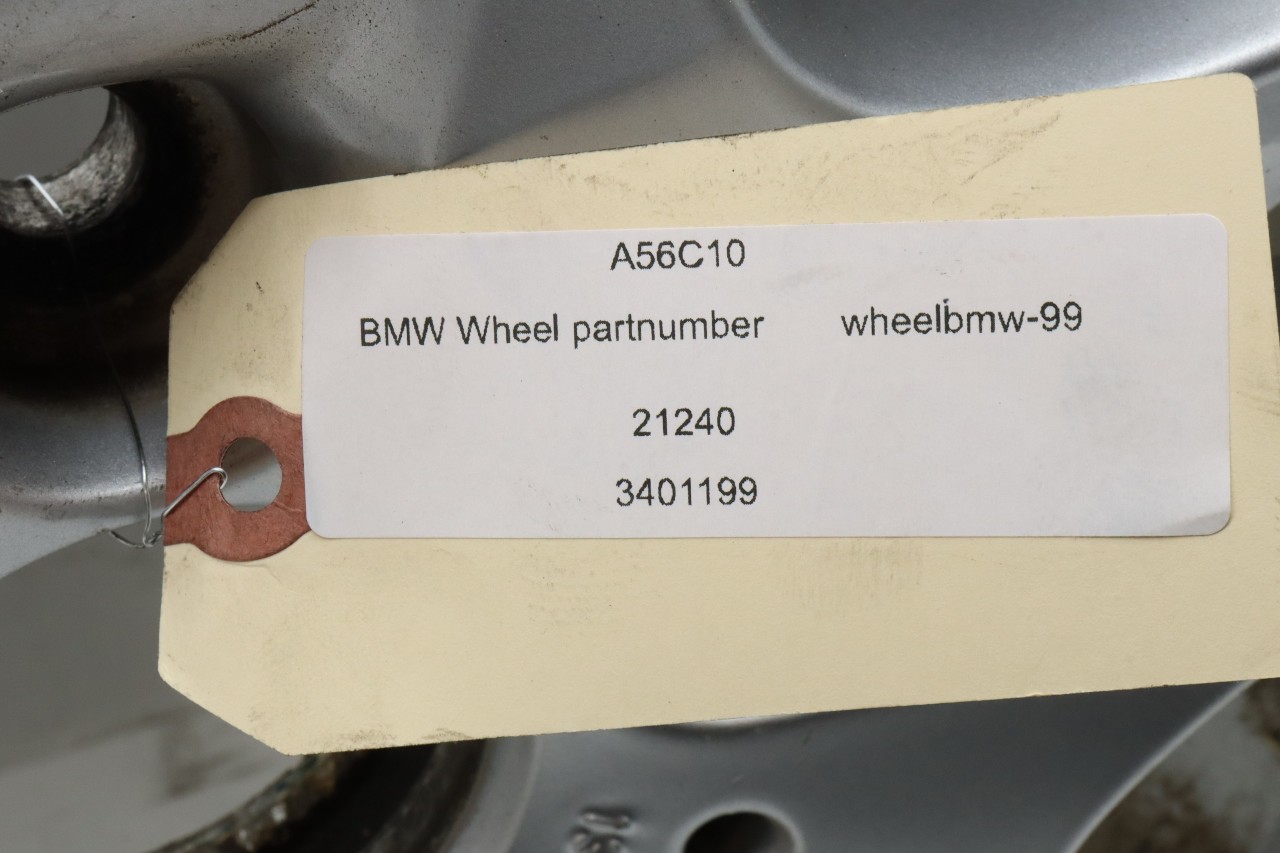 A56C10
BMW Wheel partnumber wheelbmw-99
21240
3401199